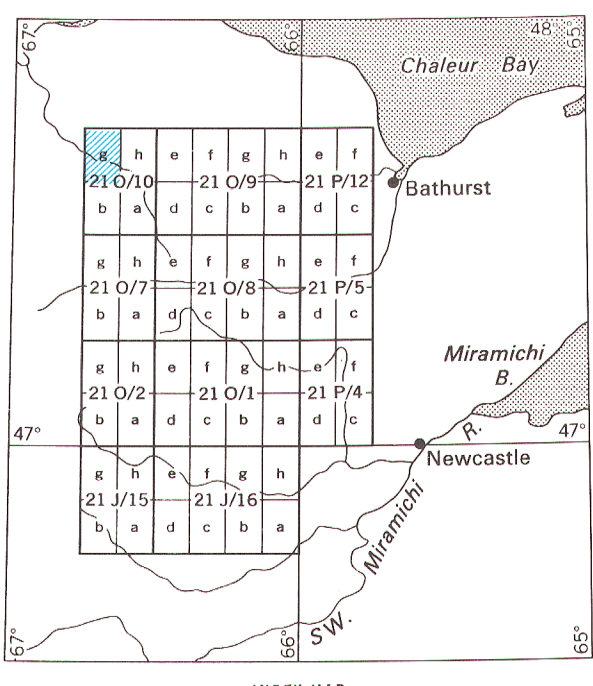 67° 66° 48° 65°
Chaleur Bay
g h e f g h e f
21 O/10 21 O/9 21 P/12
Bathurst
b a d c b a d c
g h e f g h e f
21 O/7 21 O/8 21 P/5
b a d c b a d c
Miramichi
B.
g h e f g h e f
21 O/2 21 O/1 21 P/4
b a d c b a d c
R.
47° 47°
Newcastle
g h e f g h
21 J/15 21 J/16
b a d c b a
Miramichi
SW.
67° 66° 65°